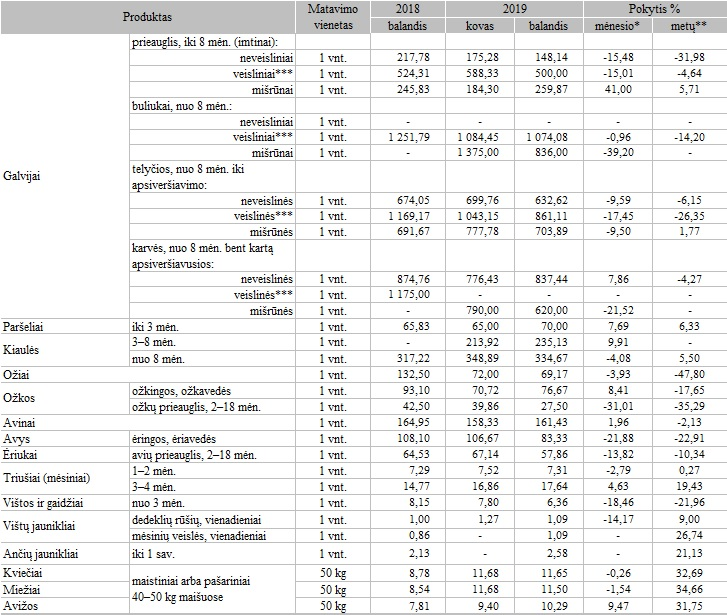 Produktas Matavimo vienetas 2018 2019 Pokytis %
balandis kovas balandis mėnesio* metų**
Galvijai
prieauglis, iki 8 mėn. (imtinai):
neveisliniai 1 vnt. 217,78 175,28 148,14 -15,48 -31,98
veisliniai*** 1 vnt. 524,31 588,33 500,00 -15,01 -4,64
mišrūnai 1 vnt. 245,83 184,30 259,87 41,00 5,71
buliukai, nuo 8 mėn.:
neveisliniai 1 vnt. - - - - -
veisliniai*** 1 vnt. 1 251,79 1 084,45 1 074,08 -0,96 -14,20
mišrūnai 1 vnt. - 1 375,00 836,00 -39,20 -
telyčios, nuo 8 mėn. iki
apsiveršiavimo:
neveislinės 1 vnt. 674,05 699,76 632,62 -9,59 -6,15
veislinės*** 1 vnt. 1 169,17 1 043,15 861,11 -17,45 -26,35
mišrūnės 1 vnt. 691,67 777,78 703,89 -9,50 1,77
karvės, nuo 8 mėn. bent kartą
apsiveršiavusios:
neveislinės 1 vnt. 874,76 776,43 837,44 7,86 -4,27
veislinės*** 1 vnt. 1 175,00 - - - -
mišrūnės 1 vnt. - 790,00 620,00 -21,52 -
Paršeliai iki 3 mėn. 1 vnt. 65,83 65,00 70,00 7,69 6,33
Kiaulės 3–8 mėn. 1 vnt. - 213,92 235,13 9,91 -
nuo 8 mėn. 1 vnt. 317,22 348,89 334,67 -4,08 5,50
Ožiai 1 vnt. 132,50 72,00 69,17 -3,93 -47,80
Ožkos ožkingos, ožkavedės 1 vnt. 93,10 70,72 76,67 8,41 -17,65
ožkų prieauglis, 2–18 mėn. 1 vnt. 42,50 39,86 27,50 -31,01 -35,29
Avinai 1 vnt. 164,95 158,33 161,43 1,96 -2,13
Avys ėringos, ėriavedės 1 vnt. 108,10 106,67 83,33 -21,88 -22,91
Ėriukai avių prieauglis, 2–18 mėn. 1 vnt. 64,53 67,14 57,86 -13,82 -10,34
Triušiai (mėsiniai) 1–2 mėn. 1 vnt. 7,29 7,52 7,31 -2,79 0,27
3–4 mėn. 1 vnt. 14,77 16,86 17,64 4,63 19,43
Vištos ir gaidžiai nuo 3 mėn. 1 vnt. 8,15 7,80 6,36 -18,46 -21,96
Vištų jaunikliai dedeklių rūšių, vienadieniai 1 vnt. 1,00 1,27 1,09 -14,17 9,00
mėsinių veislės, vienadieniai 1 vnt. 0,86 - 1,09 - 26,74
Ančių jaunikliai iki 1 sav. 1 vnt. 2,13 - 2,58 - 21,13
Kviečiai maistiniai arba pašariniai 40–50 kg maišuose 50 kg 8,78 11,68 11,65 -0,26 32,69
Miežiai 50 kg 8,54 11,68 11,50 -1,54 34,66
Avižos 50 kg 7,81 9,40 10,29 9,47 31,75